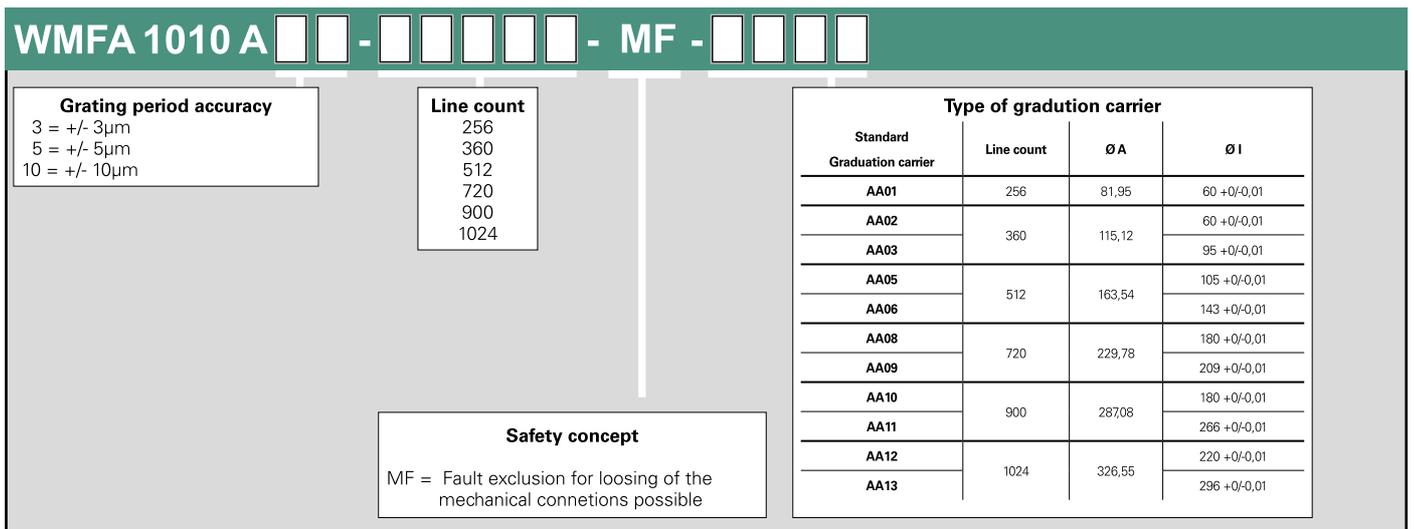 WMFA 1010 A - - MF -
Grating period accuracy
3 = +/- 3µm
5 = +/- 5µm
10 = +/- 10µm
Line count
256
360
512
720
900
1024
Safety concept
MF = Fault exclusion for loosing of the
mechanical connetions possible
Type of gradution carrier
Standard
Graduation carrier Line count Ø A Ø I
AA01 256 81,95 60 +0/-0,01
AA02 360 115,12 60 +0/-0,01
AA03 95 +0/-0,01
AA05 512 163,54 105 +0/-0,01
AA06 143 +0/-0,01
AA08 720 229,78 180 +0/-0,01
AA09 209 +0/-0,01
AA10 900 287,08 180 +0/-0,01
AA11 266 +0/-0,01
AA12 1024 326,55 220 +0/-0,01
AA13 296 +0/-0,01